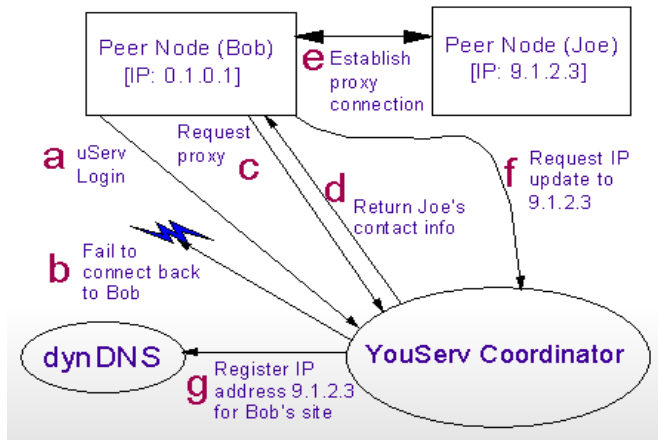 Peer Node (Bob)
[IP: 0.1.0.1]
Peer Node (Joe)
[IP: 9.1.2.3]
e
Establish
proxy
connection
a
uServ
Login
Request
proxy
c
d
Return Joe's
contact info
f
Request IP
update to
9.1.2.3
b
Fail to
connect back
to Bob
dynDNS
YouServ Coordinator
g
Register IP
address 9.1.2.3
for Bob's site